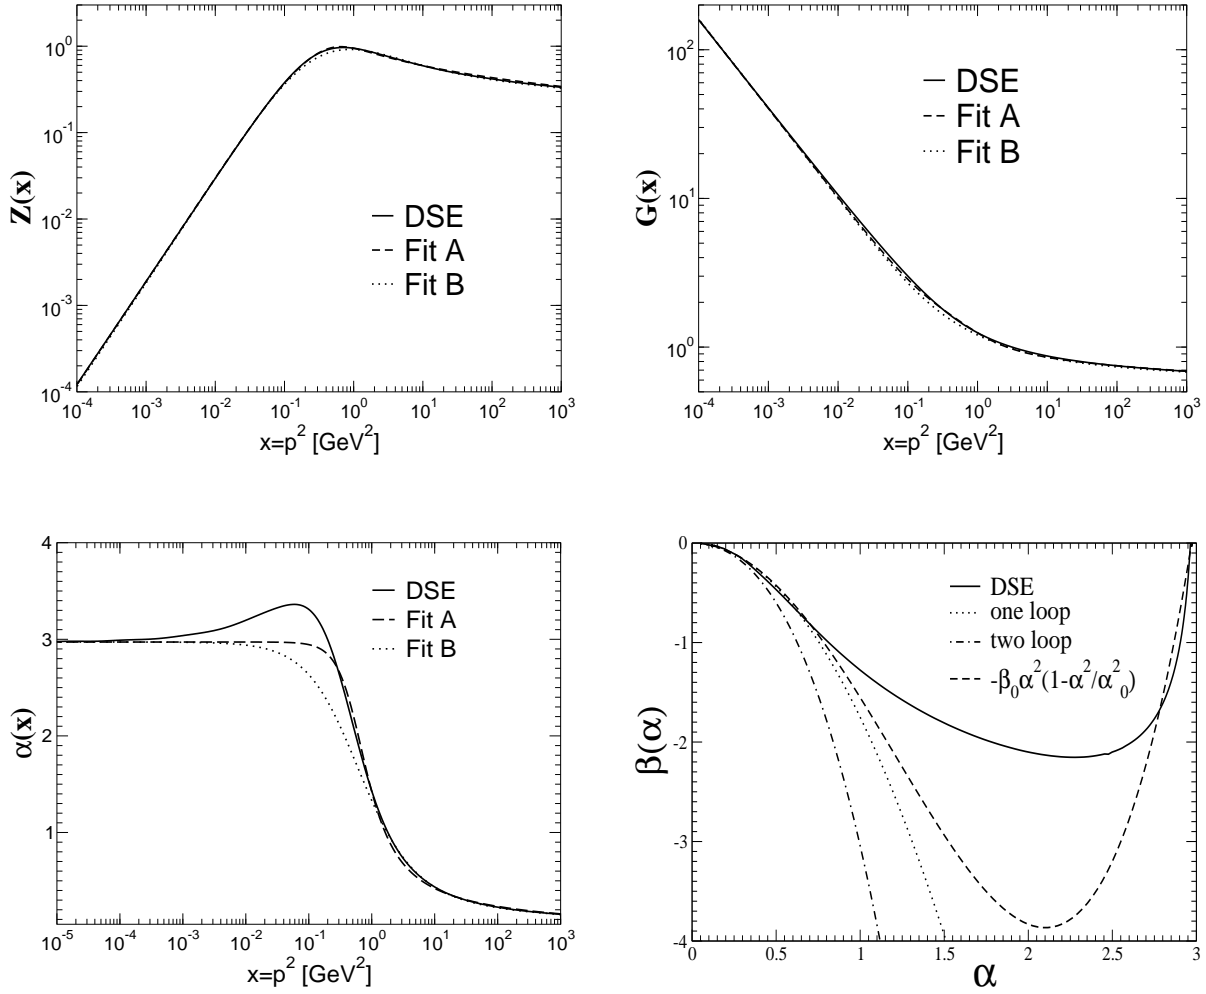 10^0
10^-1
10^-2
10^-3
10^-4
Z(x)
DSE
Fit A
Fit B
10^-4 10^-3 10^-2 10^-1 10^0 10^1 10^2 10^3
x=p^2 [GeV^2]
10^2
10^1
10^0
G(x)
DSE
Fit A
Fit B
10^-4 10^-3 10^-2 10^-1 10^0 10^1 10^2 10^3
x=p^2 [GeV^2]
4
3
2
1
α(x)
DSE
Fit A
Fit B
10^-5 10^-4 10^-3 10^-2 10^-1 10^0 10^1 10^2 10^3
x=p^2 [GeV^2]
0
-1
-2
-3
-4
β(α)
DSE
one loop
two loop
-β_0α^2(1-α^2/α^2_0)
0 0.5 1 1.5 2 2.5 3
α